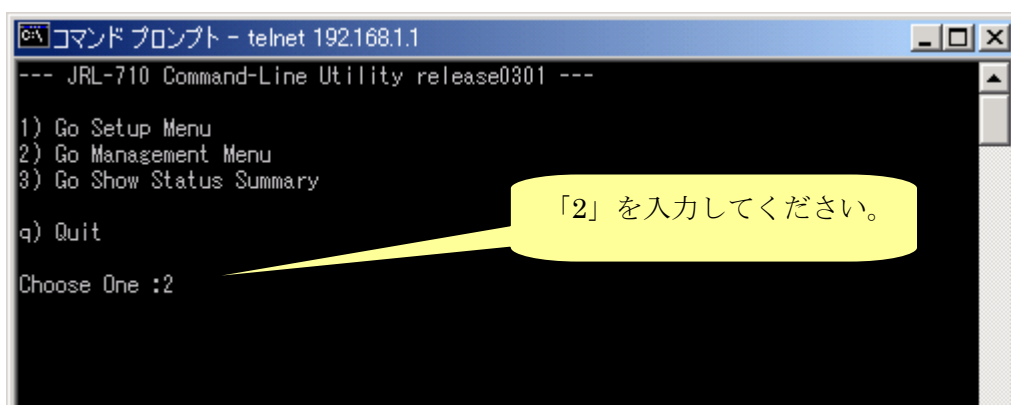 コマンド プロンプト - telnet 192.168.1.1
--- JRL-710 Command-Line Utility release0301 ---
1) Go Setup Menu
2) Go Management Menu
3) Go Show Status Summary
「2」を入力してください。
q) Quit
Choose One :2